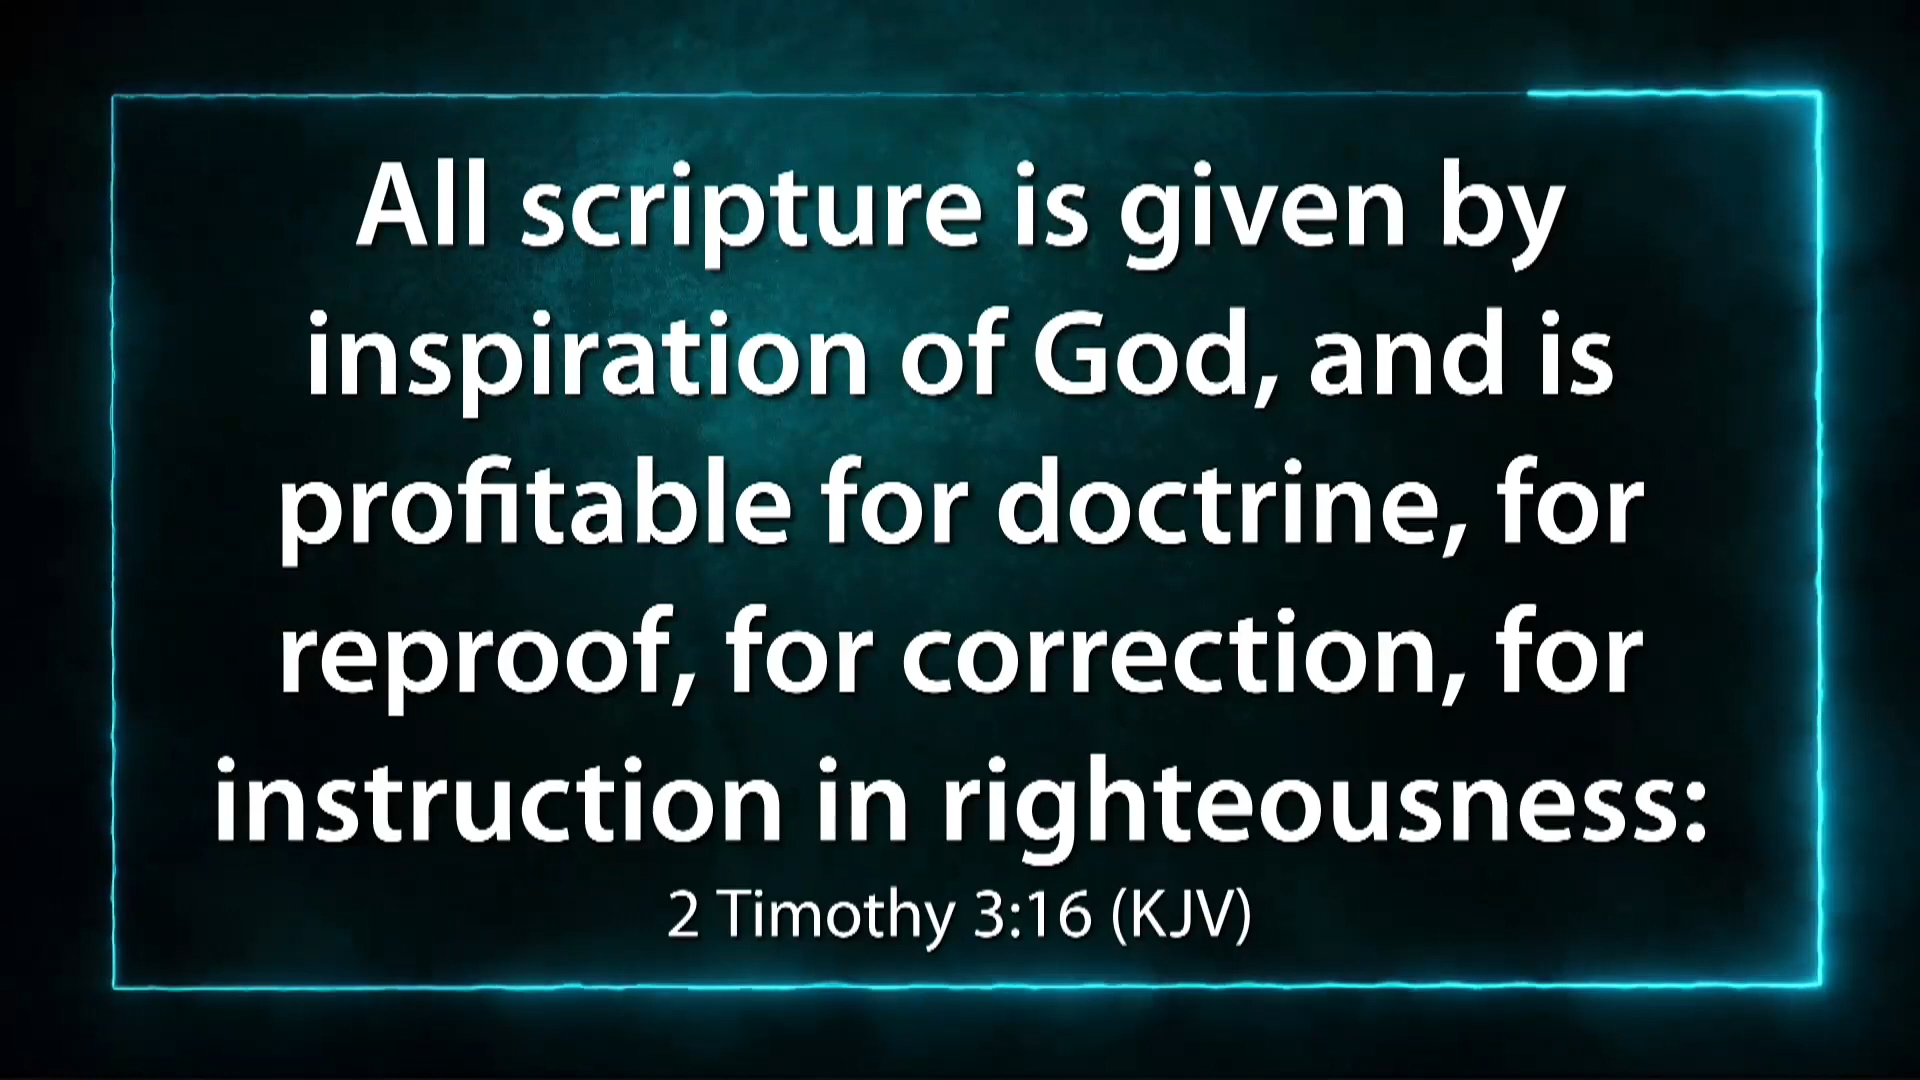 All scripture is given by
inspiration of God, and is
profitable for doctrine, for
reproof, for correction, for
instruction in righteousness:
2 Timothy 3:16 (KJV)